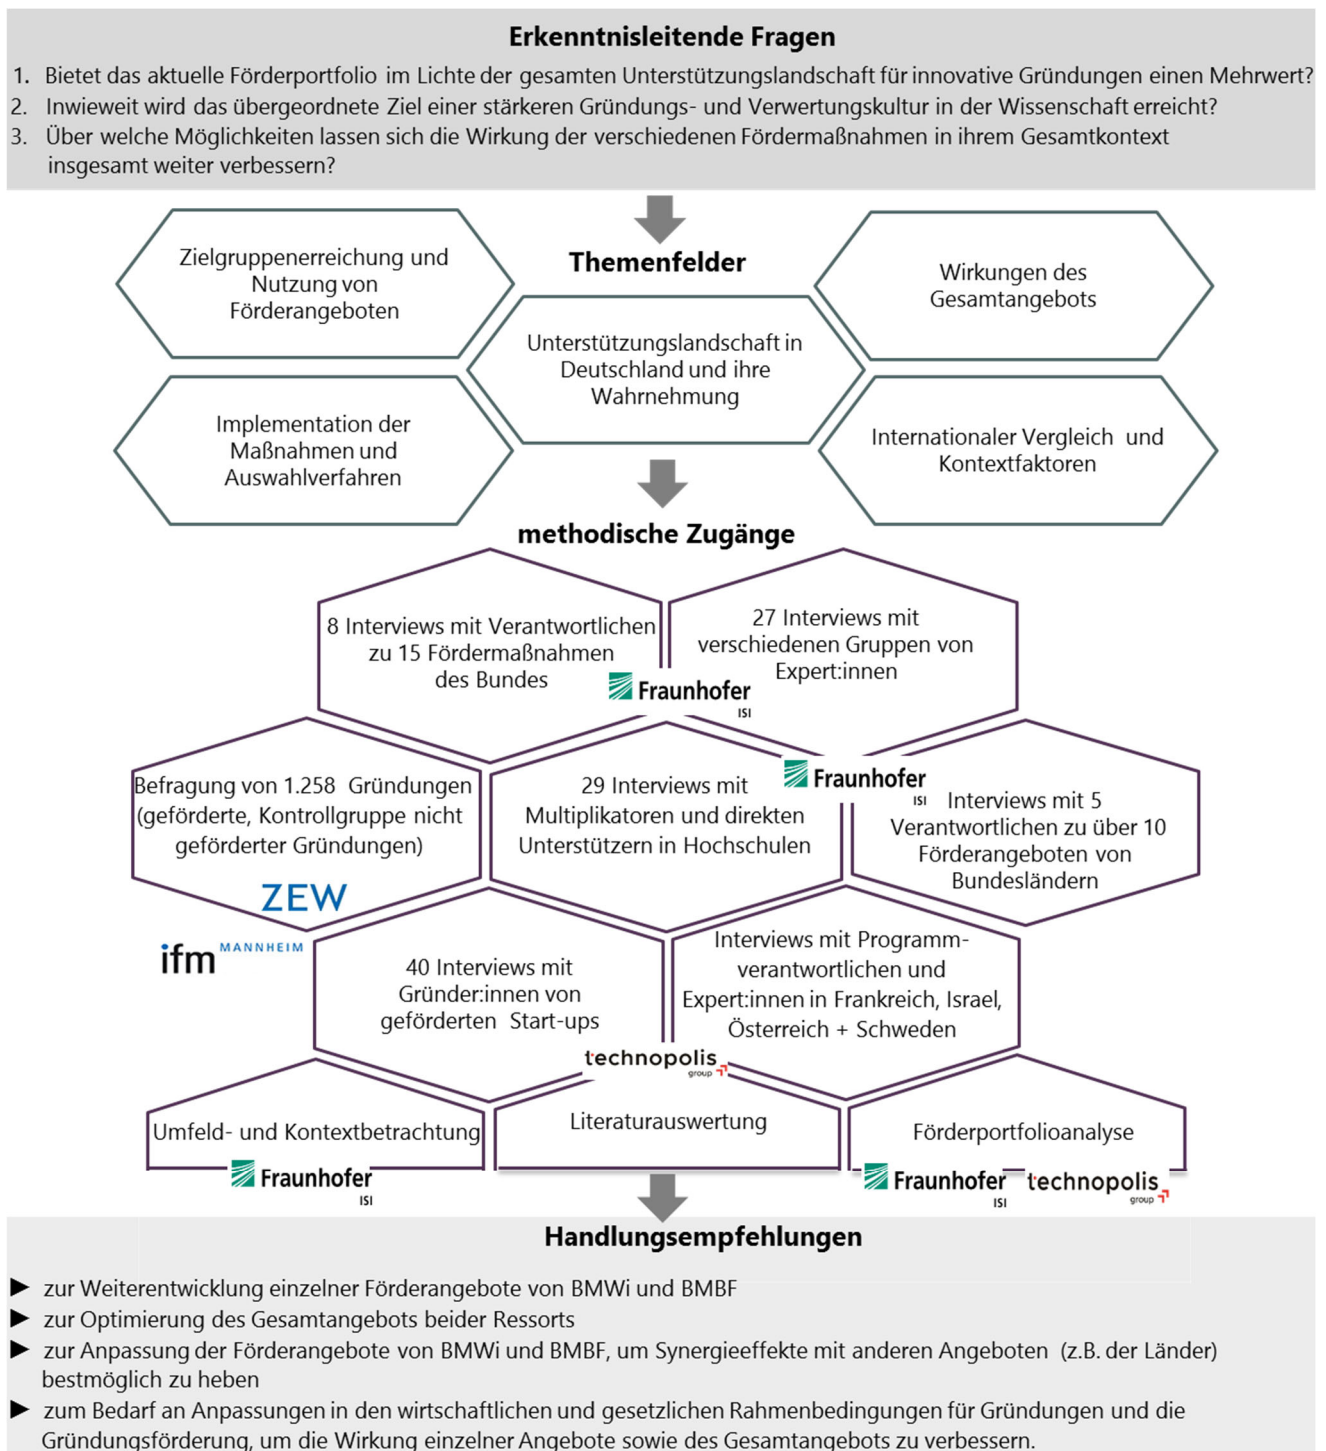 Erkenntnisleitende Fragen
1. Bietet das aktuelle Förderportfolio im Lichte der gesamten Unterstützungslandschaft für innovative Gründungen einen Mehrwert?
2. Inwieweit wird das übergeordnete Ziel einer stärkeren Gründungs- und Verwertungskultur in der Wissenschaft erreicht?
3. Über welche Möglichkeiten lassen sich die Wirkung der verschiedenen Fördermaßnahmen in ihrem Gesamtkontext
insgesamt weiter verbessern?
Themenfelder
Zielgruppenerreichung und
Nutzung von
Förderangeboten
Wirkungen des
Gesamtangebots
Unterstützungslandschaft in
Deutschland und ihre
Wahrnehmung
Implementation der
Maßnahmen und
Auswahlverfahren
Internationaler Vergleich und
Kontextfaktoren
methodische Zugänge
8 Interviews mit Verantwortlichen
zu 15 Fördermaßnahmen
des Bundes
27 Interviews mit
verschiedenen Gruppen von
Expert:innen
Fraunhofer
ISI
Befragung von 1.258 Gründungen
(geförderte, Kontrollgruppe nicht
geförderter Gründungen)
ZEW
ifm MANNHEIM
29 Interviews mit
Multiplikatoren und direkten
Unterstützern in Hochschulen
Fraunhofer
ISI
Interviews mit 5
Verantwortlichen zu über 10
Förderangeboten von
Bundesländern
40 Interviews mit
Gründer:innen von
geförderten Start-ups
Interviews mit Programm-
verantwortlichen und
Expert:innen in Frankreich, Israel,
Österreich + Schweden
technopolis
group
Umfeld- und Kontextbetrachtung
Fraunhofer
ISI
Literaturauswertung
Förderportfolioanalyse
Fraunhofer
ISI
technopolis
group
Handlungsempfehlungen
► zur Weiterentwicklung einzelner Förderangebote von BMWi und BMBF
► zur Optimierung des Gesamtangebots beider Ressorts
► zur Anpassung der Förderangebote von BMWi und BMBF, um Synergieeffekte mit anderen Angeboten (z.B. der Länder)
bestmöglich zu heben
► zum Bedarf an Anpassungen in den wirtschaftlichen und gesetzlichen Rahmenbedingungen für Gründungen und die
Gründungsförderung, um die Wirkung einzelner Angebote sowie des Gesamtangebots zu verbessern.